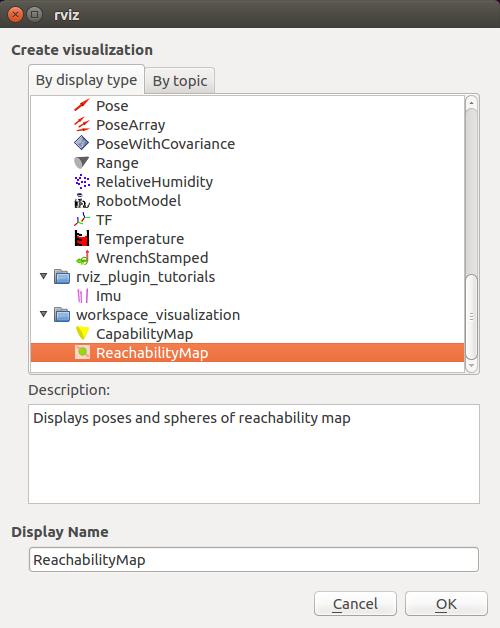 rviz
Create visualization
By display type
By topic
Pose
PoseArray
PoseWithCovariance
Range
RelativeHumidity
RobotModel
TF
Temperature
WrenchStamped
rviz_plugin_tutorials
Imu
workspace_visualization
CapabilityMap
ReachabilityMap
Description:
Displays poses and spheres of reachability map
Display Name
ReachabilityMap
Cancel
OK